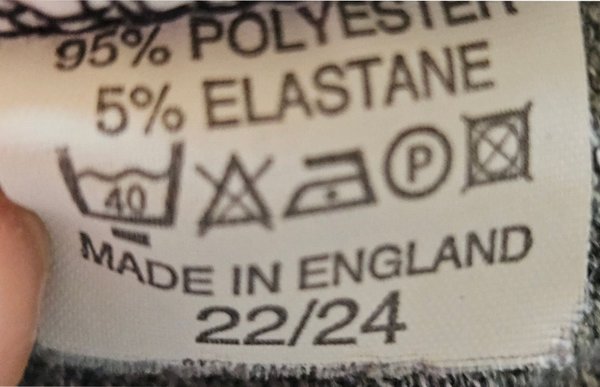 95% POLYESTER
5% ELASTANE
40 P
MADE IN ENGLAND
22/24